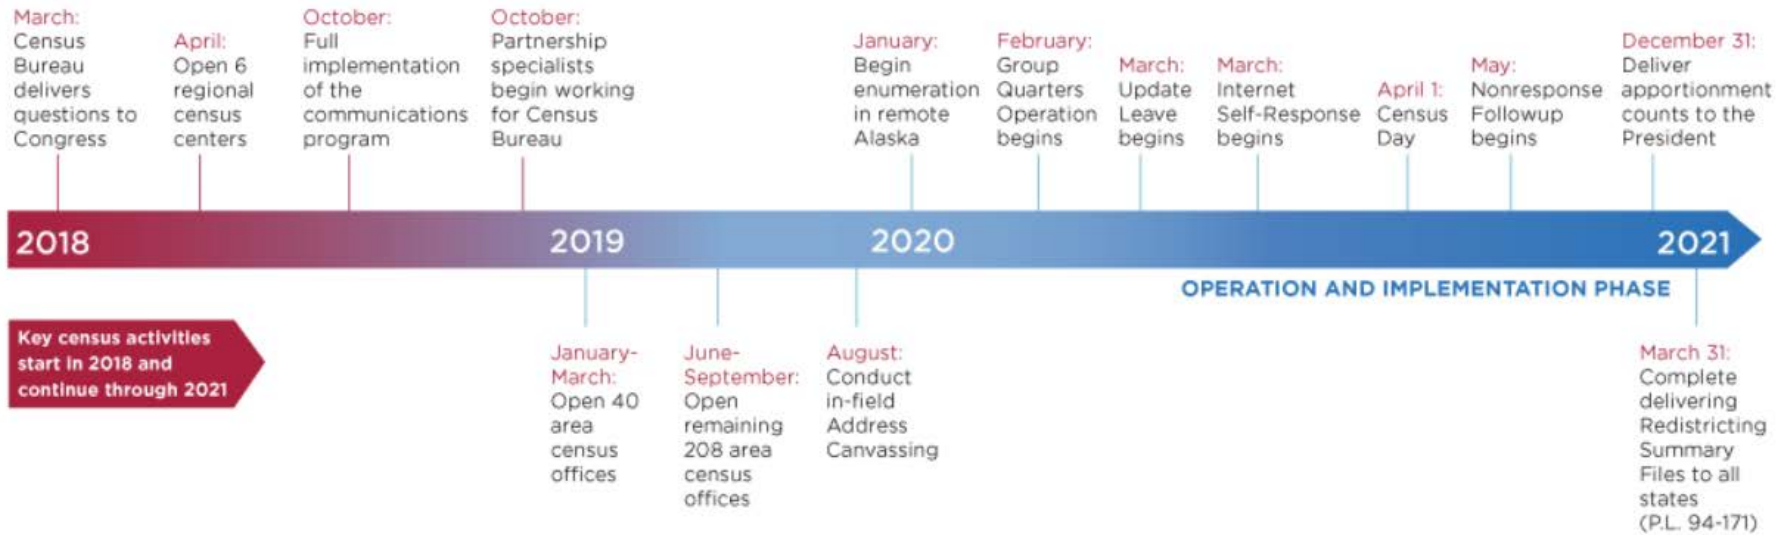 March:
Census
Bureau
delivers
questions to
Congress
April:
Open 6
regional
census
centers
October:
Full
implementation
of the
communications
program
October:
Partnership
specialists
begin working
for Census
Bureau
January:
Begin
enumeration
in remote
Alaska
February:
Group
Quarters
Operation
begins
March:
Update
Leave
begins
March:
Internet
Self-Response
begins
April 1:
Census
Day
May:
Nonresponse
Followup
begins
December 31:
Deliver
apportionment
counts to the
President
2018
2019
2020
2021
OPERATION AND IMPLEMENTATION PHASE
Key census activities
start in 2018 and
continue through 2021
January-
March:
Open 40
area
census
offices
June-
September:
Open
remaining
208 area
census
offices
August:
Conduct
in-field
Address
Canvassing
March 31:
Complete
delivering
Redistricting
Summary
Files to all
states
(P.L. 94-171)